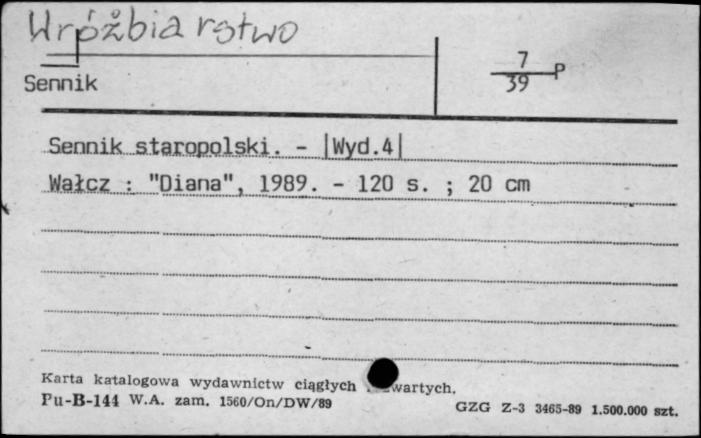 Wróżbiarstwo
7
39 P
Sennik
Sennik staropolski. - |Wyd.4|
Wałcz : "Diana", 1989. - 120 s. ; 20 cm
Karta katalogowa wydawnictw ciągłych wartych.
Pu-B-144 W.A. zam. 1560/On/DW/89
GZG Z-3 3465-89 1.500.000 szt.